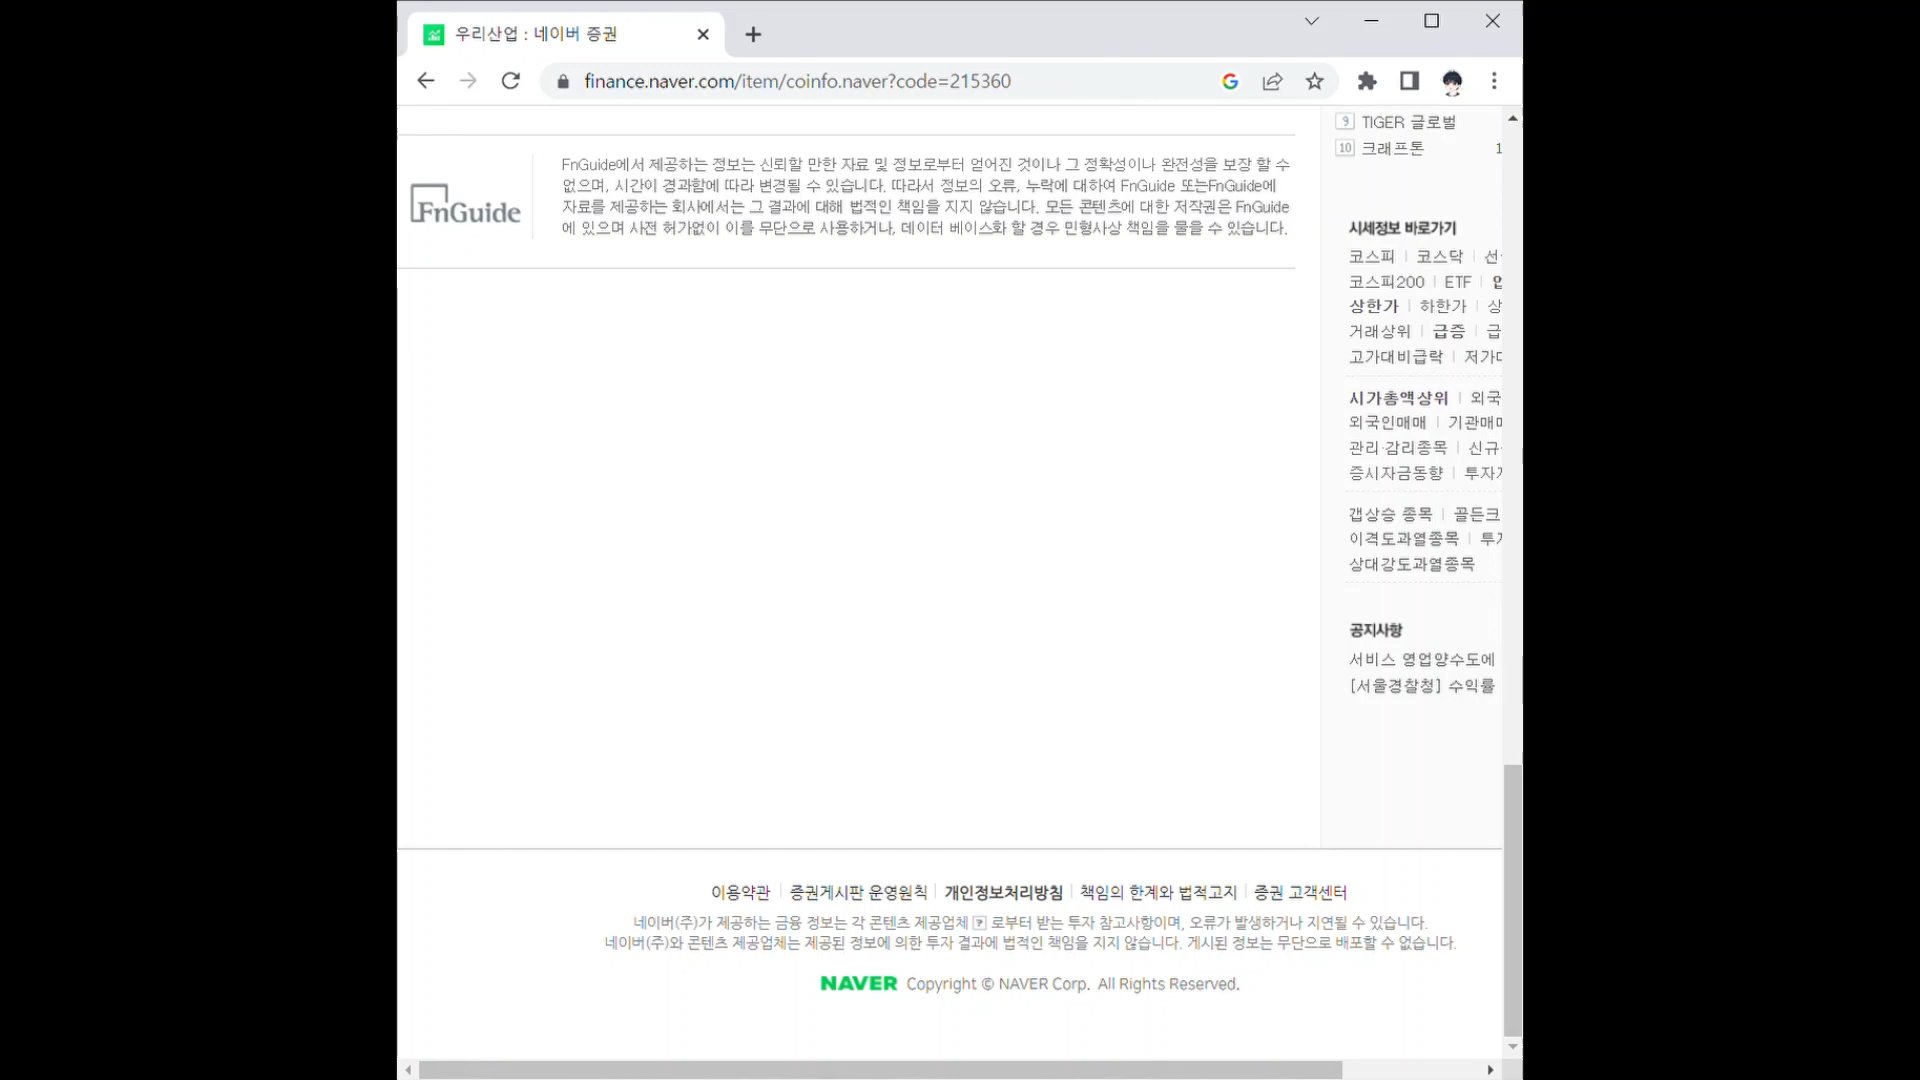 우리산업 : 네이버 증권
finance.naver.com/item/coinfo.naver?code=215360
FnGuide
FnGuide에서 제공하는 정보는 신뢰할 만한 자료 및 정보로부터 얻어진 것이나 그 정확성이나 완전성을 보장 할 수
없으며, 시간이 경과함에 따라 변경될 수 있습니다. 따라서 정보의 오류, 누락에 대하여 FnGuide 또는FnGuide에
자료를 제공하는 회사에서는 그 결과에 대해 법적인 책임을 지지 않습니다. 모든 콘텐츠에 대한 저작권은 FnGuide
에 있으며 사전 허가없이 이를 무단으로 사용하거나, 데이터 베이스화 할 경우 민형사상 책임을 물을 수 있습니다.
9 TIGER 글로벌
10 크래프톤 1
시세정보 바로가기
코스피 | 코스닥 | 선
코스피200 | ETF |
상한가 | 하한가 | 상
거래상위 | 급증 | 급
고가대비급락 | 저가
시가총액상위 | 외국
외국인매매 | 기관매
관리·감리종목 | 신규
증시자금동향 | 투자
갭상승 종목 | 골든크
이격도과열종목 | 투
상대강도과열종목
공지사항
서비스 영업양수도에
[서울경찰청] 수익률
이용약관 | 증권게시판 운영원칙 | 개인정보처리방침 | 책임의 한계와 법적고지 | 증권 고객센터
네이버(주)가 제공하는 금융 정보는 각 콘텐츠 제공업체 ? 로부터 받는 투자 참고사항이며, 오류가 발생하거나 지연될 수 있습니다.
네이버(주)와 콘텐츠 제공업체는 제공된 정보에 의한 투자 결과에 법적인 책임을 지지 않습니다. 게시된 정보는 무단으로 배포할 수 없습니다.
NAVER Copyright © NAVER Corp. All Rights Reserved.